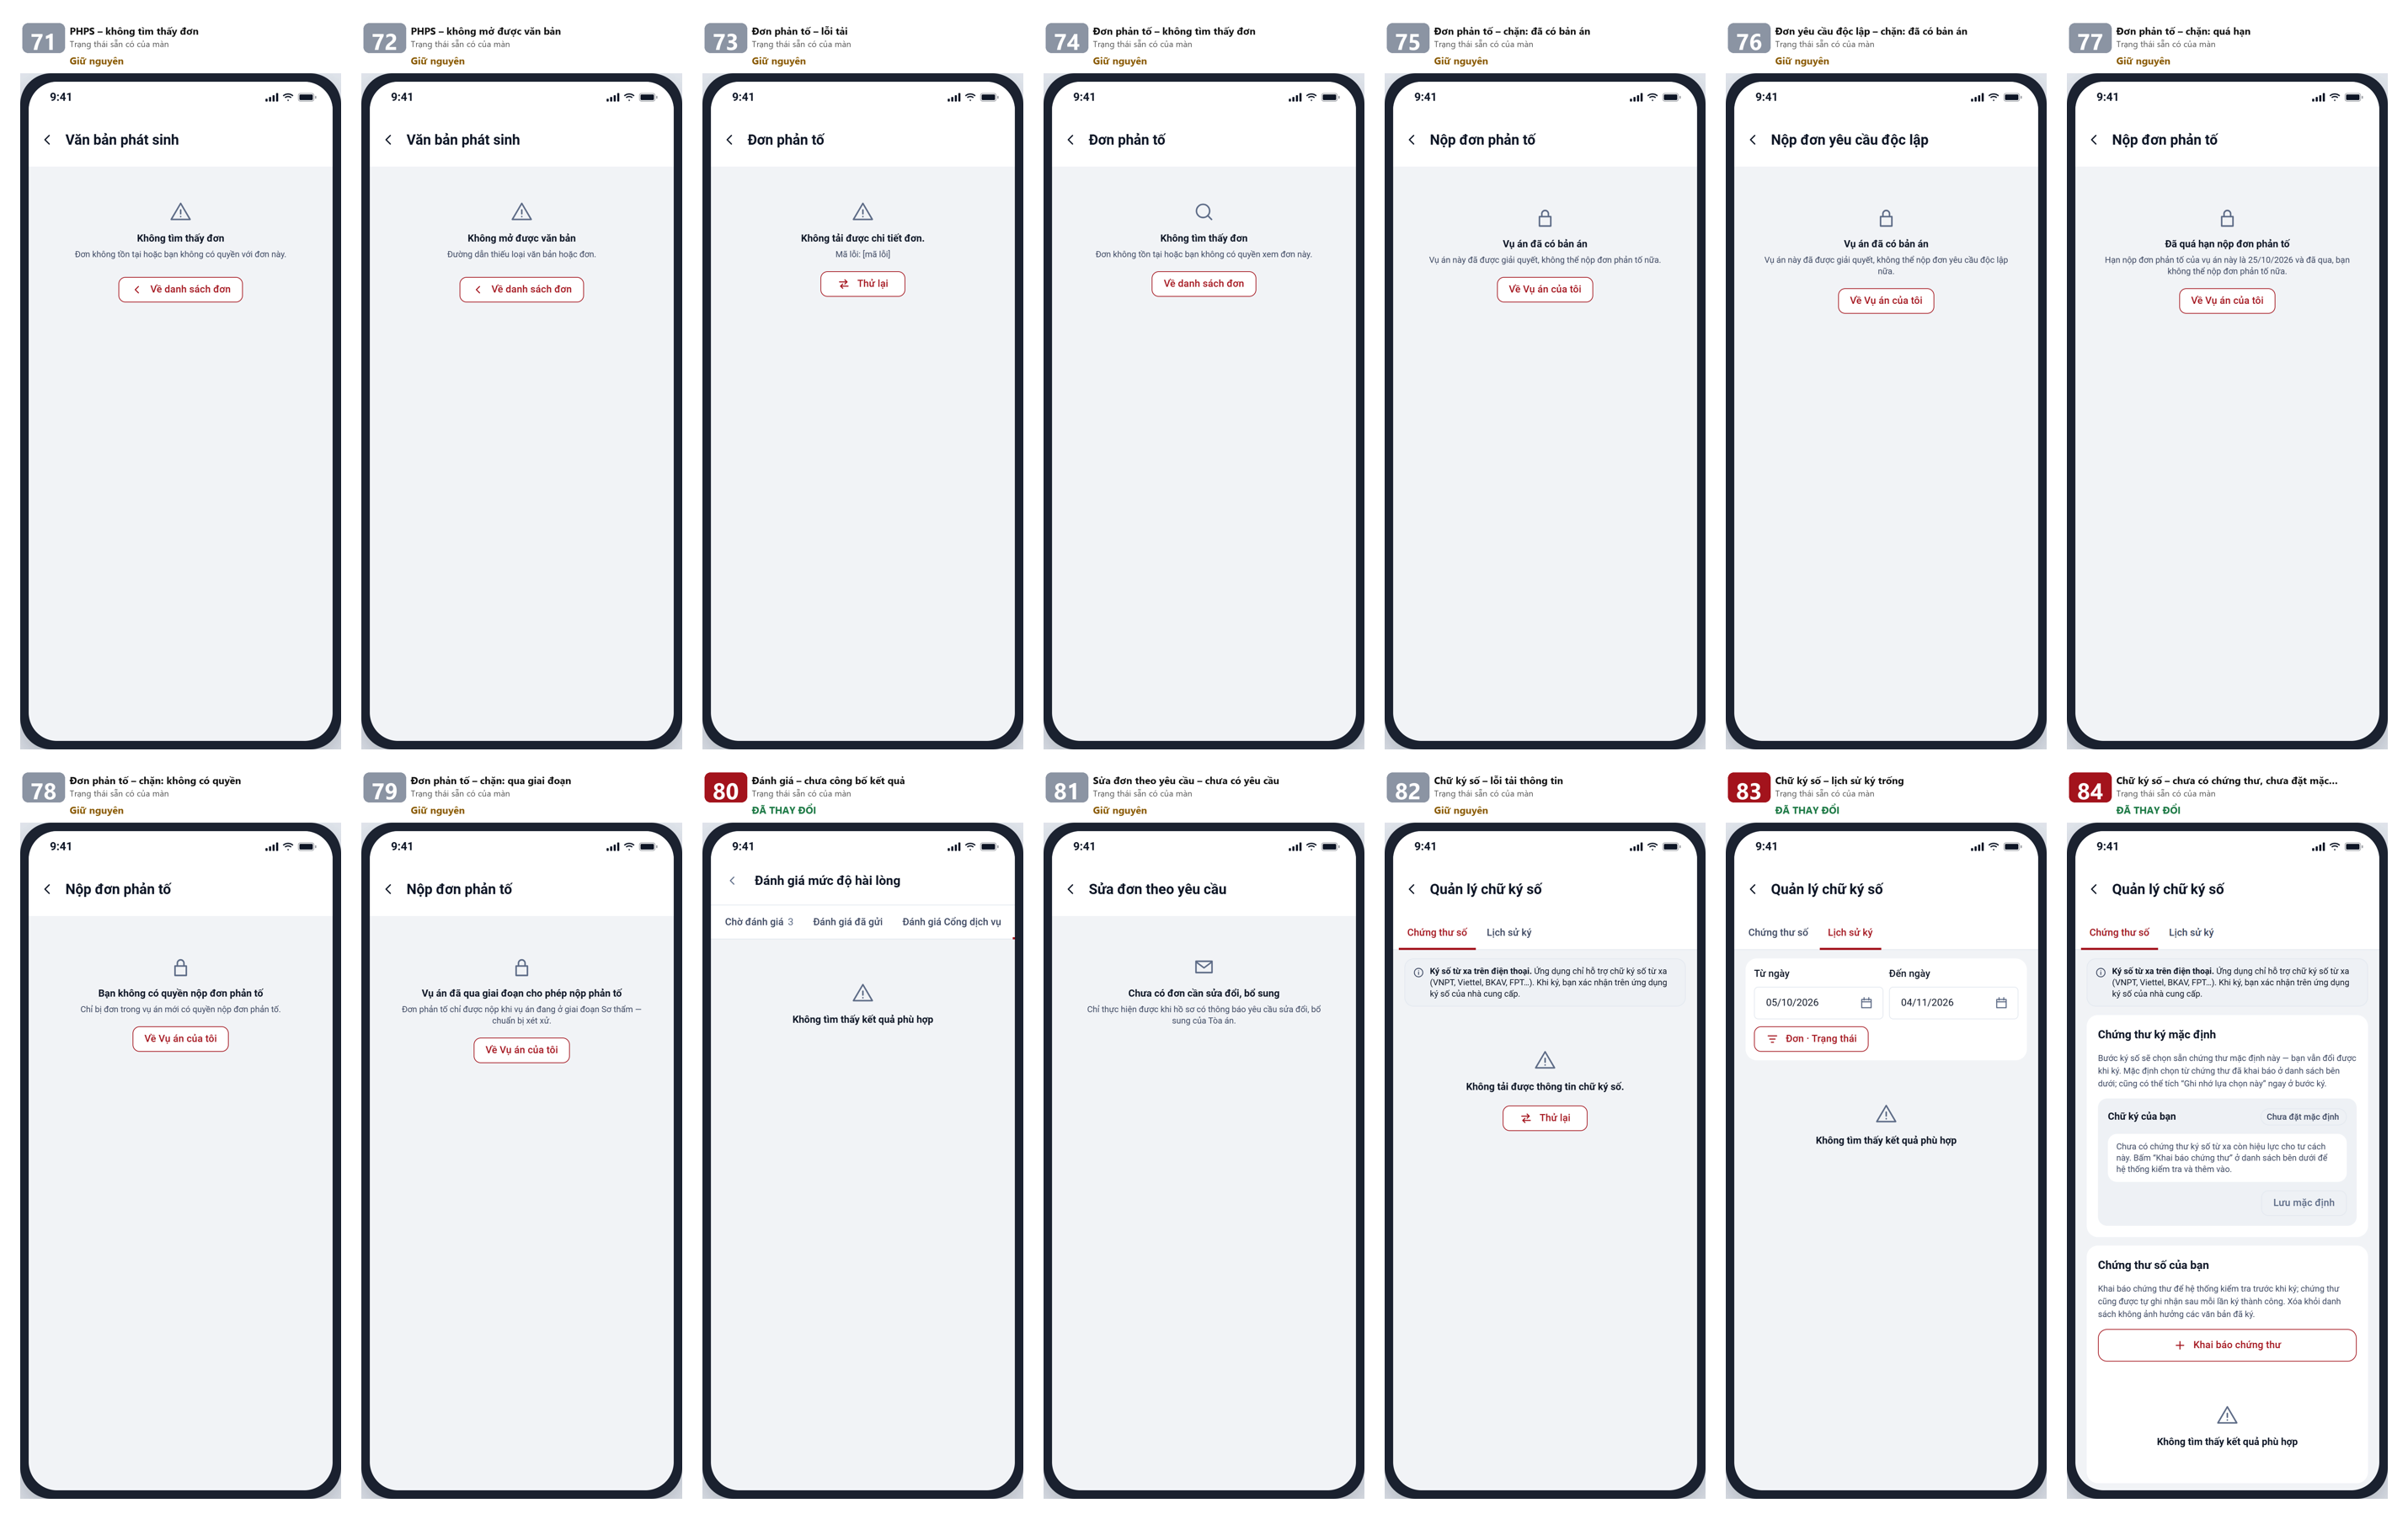 71
PHPS – không tìm thấy đơn
Trạng thái sẵn có của màn
Giữ nguyên
9:41
Văn bản phát sinh
Không tìm thấy đơn
Đơn không tồn tại hoặc bạn không có quyền với đơn này.
Về danh sách đơn
72
PHPS – không mở được văn bản
Trạng thái sẵn có của màn
Giữ nguyên
9:41
Văn bản phát sinh
Không mở được văn bản
Đường dẫn thiếu loại văn bản hoặc đơn.
Về danh sách đơn
73
Đơn phản tố – lỗi tải
Trạng thái sẵn có của màn
Giữ nguyên
9:41
Đơn phản tố
Không tải được chi tiết đơn.
Mã lỗi: [mã lỗi]
Thử lại
74
Đơn phản tố – không tìm thấy đơn
Trạng thái sẵn có của màn
Giữ nguyên
9:41
Đơn phản tố
Không tìm thấy đơn
Đơn không tồn tại hoặc bạn không có quyền xem đơn này.
Về danh sách đơn
75
Đơn phản tố – chặn: đã có bản án
Trạng thái sẵn có của màn
Giữ nguyên
9:41
Nộp đơn phản tố
Vụ án đã có bản án
Vụ án này đã được giải quyết, không thể nộp đơn phản tố nữa.
Về Vụ án của tôi
76
Đơn yêu cầu độc lập – chặn: đã có bản án
Trạng thái sẵn có của màn
Giữ nguyên
9:41
Nộp đơn yêu cầu độc lập
Vụ án đã có bản án
Vụ án này đã được giải quyết, không thể nộp đơn yêu cầu độc lập
nữa.
Về Vụ án của tôi
77
Đơn phản tố – chặn: quá hạn
Trạng thái sẵn có của màn
Giữ nguyên
9:41
Nộp đơn phản tố
Đã quá hạn nộp đơn phản tố
Hạn nộp đơn phản tố của vụ án này là 25/10/2026 và đã qua, bạn
không thể nộp đơn phản tố nữa.
Về Vụ án của tôi
78
Đơn phản tố – chặn: không có quyền
Trạng thái sẵn có của màn
Giữ nguyên
9:41
Nộp đơn phản tố
Bạn không có quyền nộp đơn phản tố
Chỉ bị đơn trong vụ án mới có quyền nộp đơn phản tố.
Về Vụ án của tôi
79
Đơn phản tố – chặn: qua giai đoạn
Trạng thái sẵn có của màn
Giữ nguyên
9:41
Nộp đơn phản tố
Vụ án đã qua giai đoạn cho phép nộp phản tố
Đơn phản tố chỉ được nộp khi vụ án đang ở giai đoạn Sơ thẩm —
chuẩn bị xét xử.
Về Vụ án của tôi
80
Đánh giá – chưa công bố kết quả
Trạng thái sẵn có của màn
ĐÃ THAY ĐỔI
9:41
Đánh giá mức độ hài lòng
Chờ đánh giá 3 Đánh giá đã gửi Đánh giá Cổng dịch vụ
Không tìm thấy kết quả phù hợp
81
Sửa đơn theo yêu cầu – chưa có yêu cầu
Trạng thái sẵn có của màn
Giữ nguyên
9:41
Sửa đơn theo yêu cầu
Chưa có đơn cần sửa đổi, bổ sung
Chỉ thực hiện được khi hồ sơ có thông báo yêu cầu sửa đổi, bổ
sung của Tòa án.
82
Chữ ký số – lỗi tải thông tin
Trạng thái sẵn có của màn
Giữ nguyên
9:41
Quản lý chữ ký số
Chứng thư số Lịch sử ký
Ký số từ xa trên điện thoại. Ứng dụng chỉ hỗ trợ chữ ký số từ xa
(VNPT, Viettel, BKAV, FPT...). Khi ký, bạn xác nhận trên ứng dụng
ký số của nhà cung cấp.
Không tải được thông tin chữ ký số.
Thử lại
83
Chữ ký số – lịch sử ký trống
Trạng thái sẵn có của màn
ĐÃ THAY ĐỔI
9:41
Quản lý chữ ký số
Chứng thư số Lịch sử ký
Từ ngày Đến ngày
05/10/2026 04/11/2026
Đơn · Trạng thái
Không tìm thấy kết quả phù hợp
84
Chữ ký số – chưa có chứng thư, chưa đặt mặc...
Trạng thái sẵn có của màn
ĐÃ THAY ĐỔI
9:41
Quản lý chữ ký số
Chứng thư số Lịch sử ký
Ký số từ xa trên điện thoại. Ứng dụng chỉ hỗ trợ chữ ký số từ xa
(VNPT, Viettel, BKAV, FPT...). Khi ký, bạn xác nhận trên ứng dụng
ký số của nhà cung cấp.
Chứng thư ký mặc định
Bước ký số sẽ chọn sẵn chứng thư mặc định này — bạn vẫn đổi được
khi ký. Mặc định chọn từ chứng thư đã khai báo ở danh sách bên
dưới; cũng có thể tích “Ghi nhớ lựa chọn này” ngay ở bước ký.
Chữ ký của bạn Chưa đặt mặc định
Chưa có chứng thư ký số từ xa còn hiệu lực cho tư cách
này. Bấm “Khai báo chứng thư” ở danh sách bên dưới để
hệ thống kiểm tra và thêm vào.
Lưu mặc định
Chứng thư số của bạn
Khai báo chứng thư để hệ thống kiểm tra trước khi ký; chứng thư
cũng được tự ghi nhận sau mỗi lần ký thành công. Xóa khỏi danh
sách không ảnh hưởng các văn bản đã ký.
Khai báo chứng thư
Không tìm thấy kết quả phù hợp